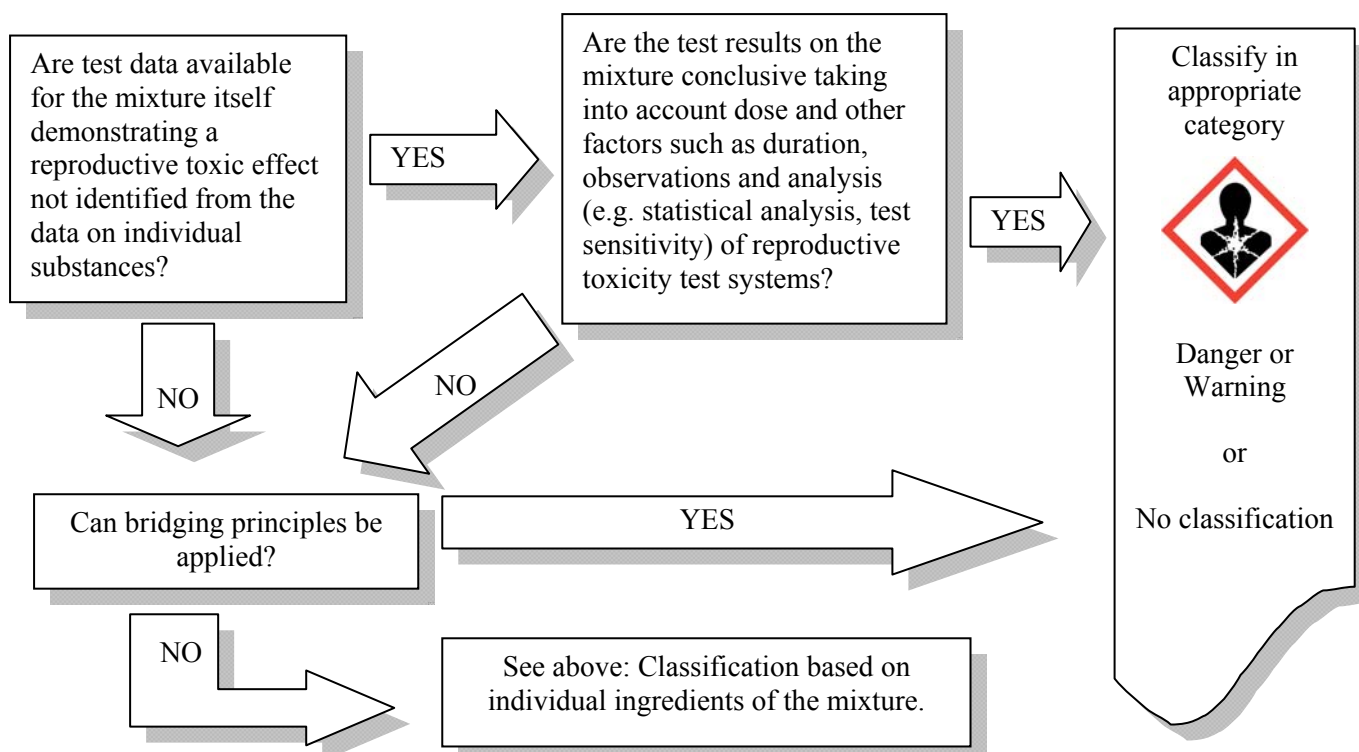 Are test data available
for the mixture itself
demonstrating a
reproductive toxic effect
not identified from the
data on individual
substances?
YES
Are the test results on the
mixture conclusive taking
into account dose and other
factors such as duration,
observations and analysis
(e.g. statistical analysis, test
sensitivity) of reproductive
toxicity test systems?
YES
Classify in
appropriate
category
Danger or
Warning
or
No classification
NO
NO
Can bridging principles be
applied?
YES
NO
See above: Classification based on
individual ingredients of the mixture.